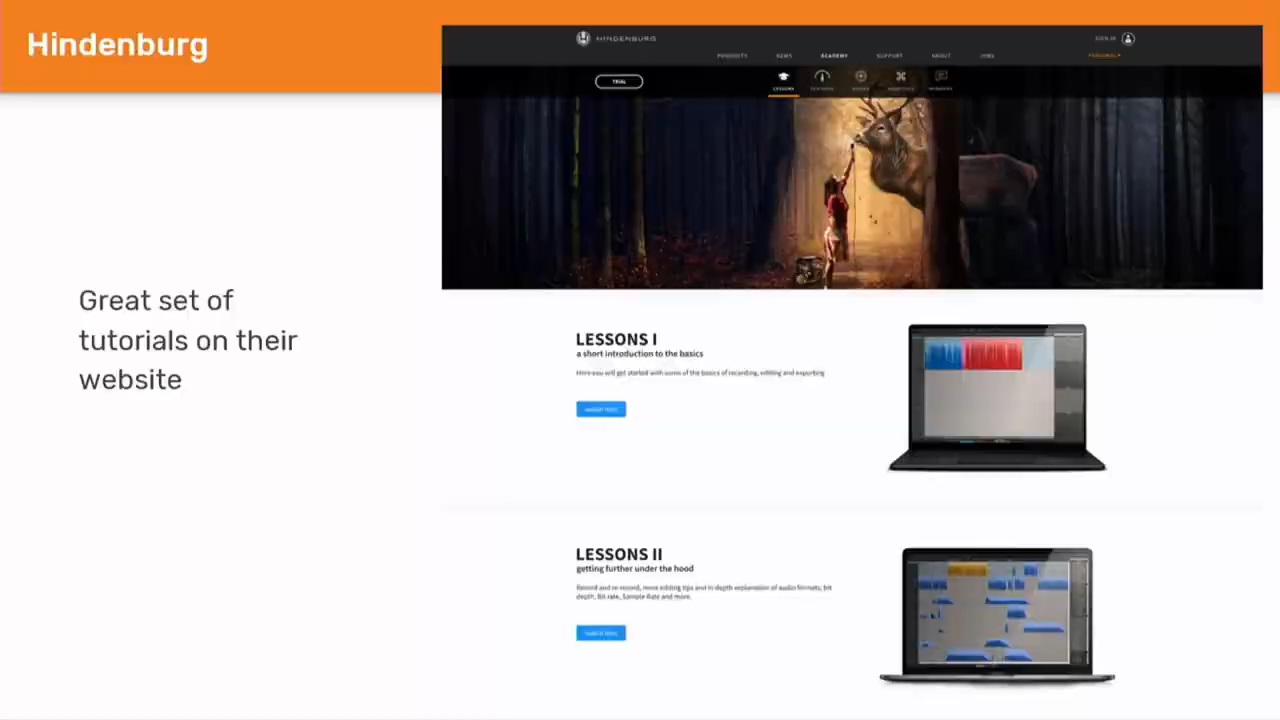 Hindenburg
HINDENBURG
SIGN IN
PRODUCTS NEWS ACADEMY SUPPORT ABOUT JOBS
TRIAL
LESSONS
Great set of
tutorials on their
website
LESSONS I
a short introduction to the basics
Here you will get started with some of the basics of recording, editing and exporting
LESSONS II
getting further under the hood
Record and re-record, more editing tips and in depth explanation of audio formats, bit
depth, Bit rate, Sample Rate and more.